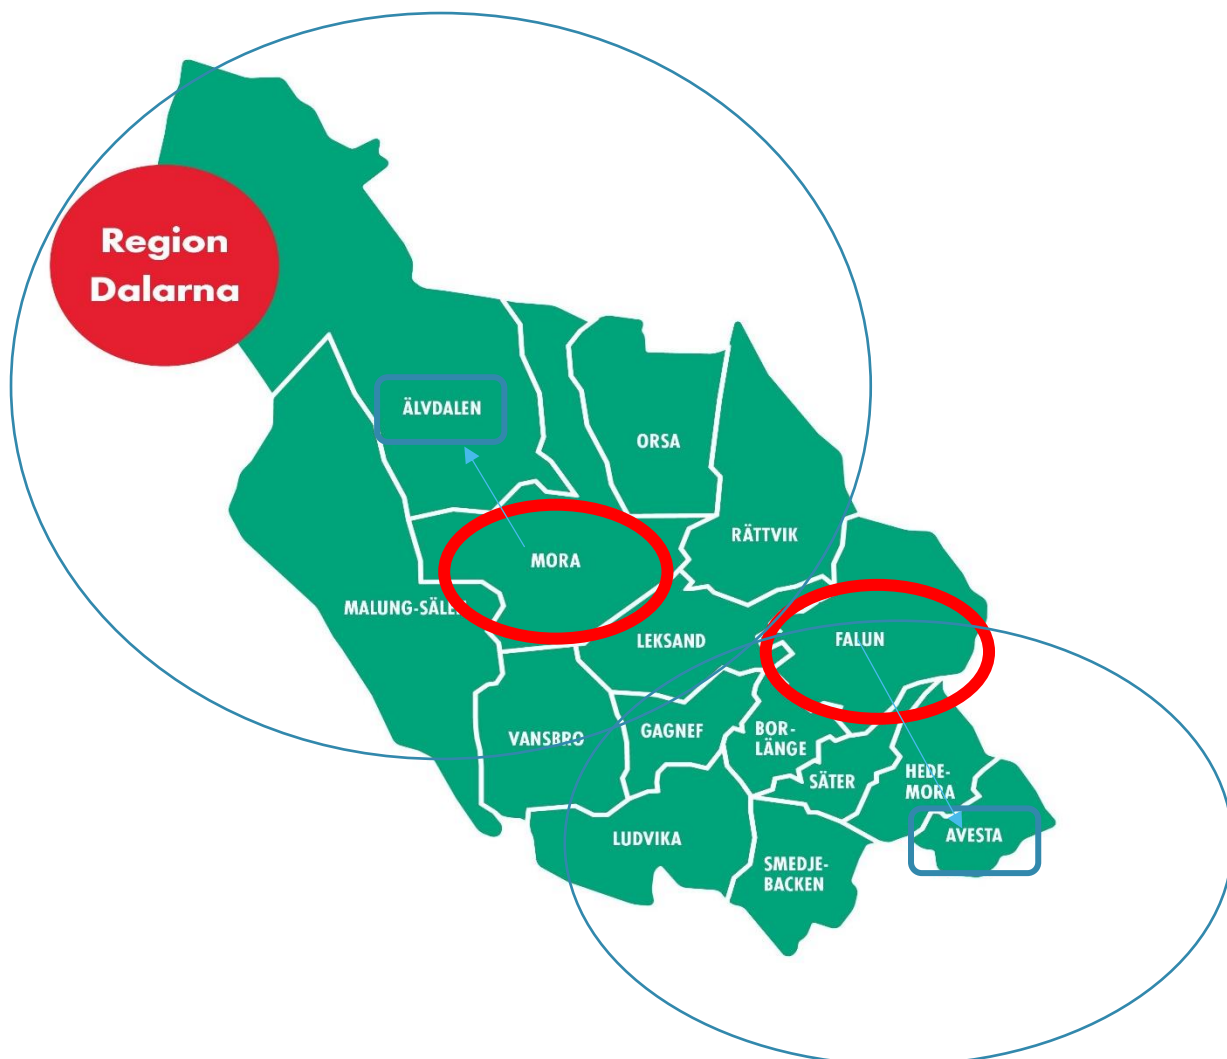 Region
Dalarna
ÄLVDALEN
ORSA
RÄTTVIK
MORA
MALUNG-SÄLEN
LEKSAND
FALUN
VANSBRO
GAGNEF
BOR-
LÄNGE
SÄTER
HEDE-
MORA
LUDVIKA
AVESTA
SMEDJE-
BACKEN